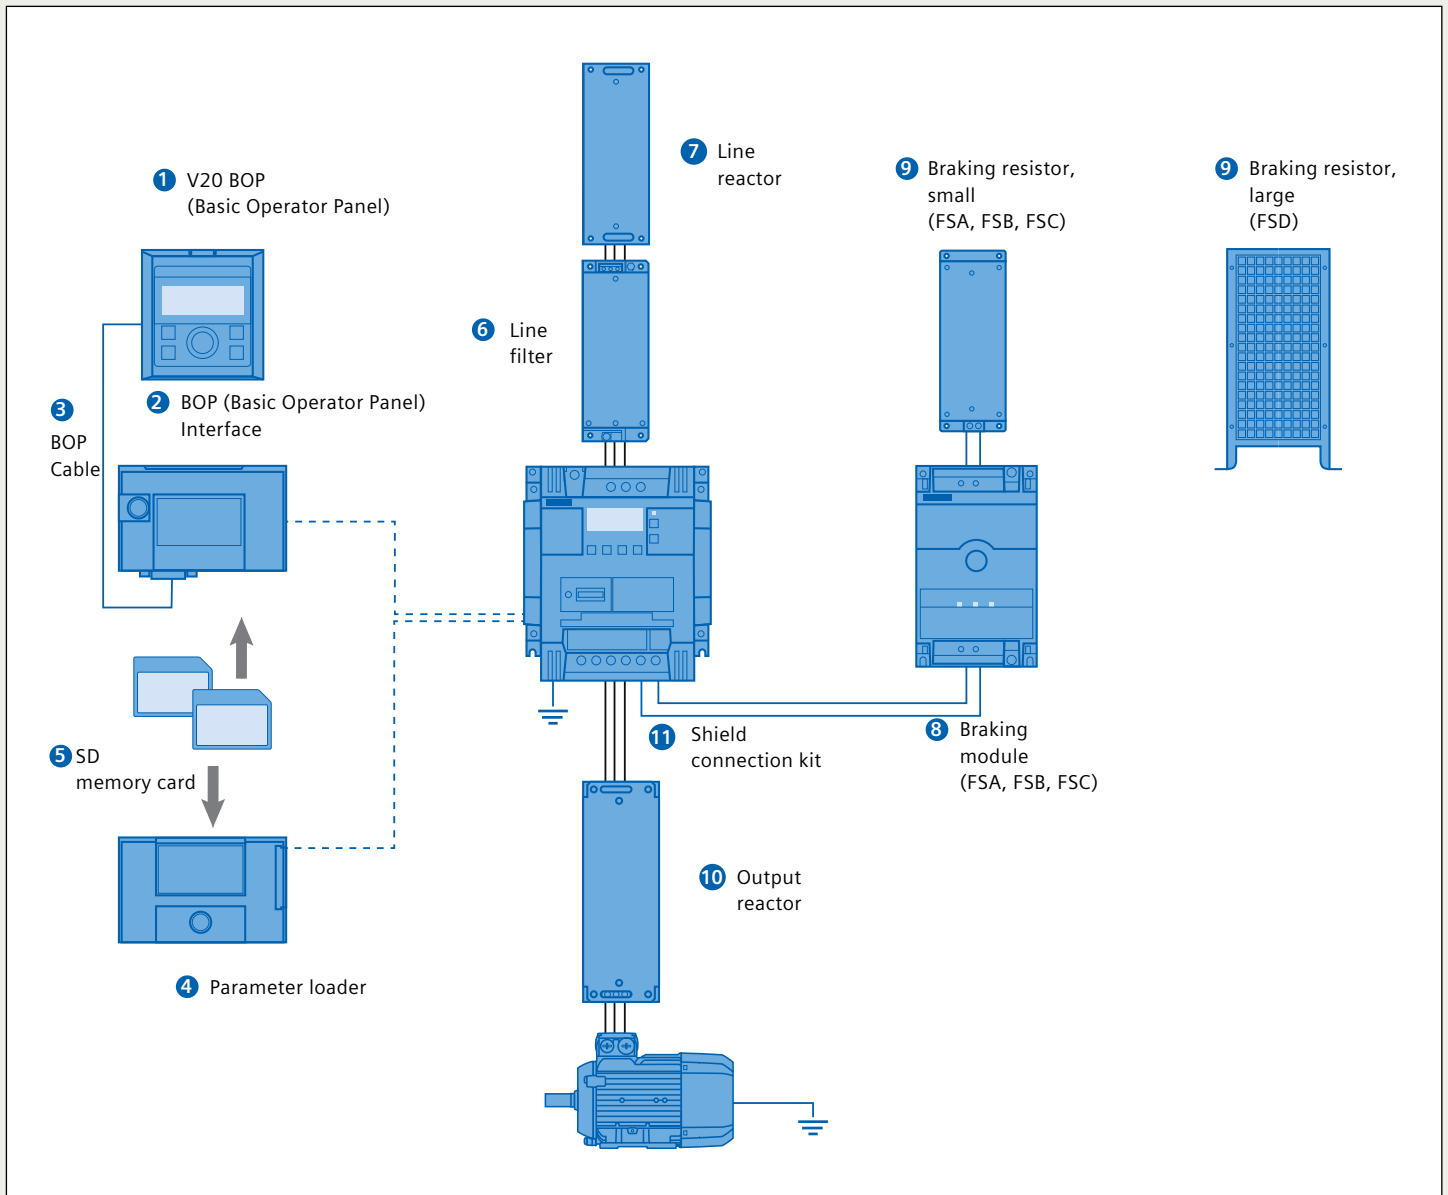 1 V20 BOP
(Basic Operator Panel)
2 BOP (Basic Operator Panel)
Interface
3
BOP
Cable
5 SD
memory card
4 Parameter loader
7 Line
reactor
6 Line
filter
11 Shield
connection kit
10 Output
reactor
9 Braking resistor,
small
(FSA, FSB, FSC)
8 Braking
module
(FSA, FSB, FSC)
9 Braking resistor,
large
(FSD)